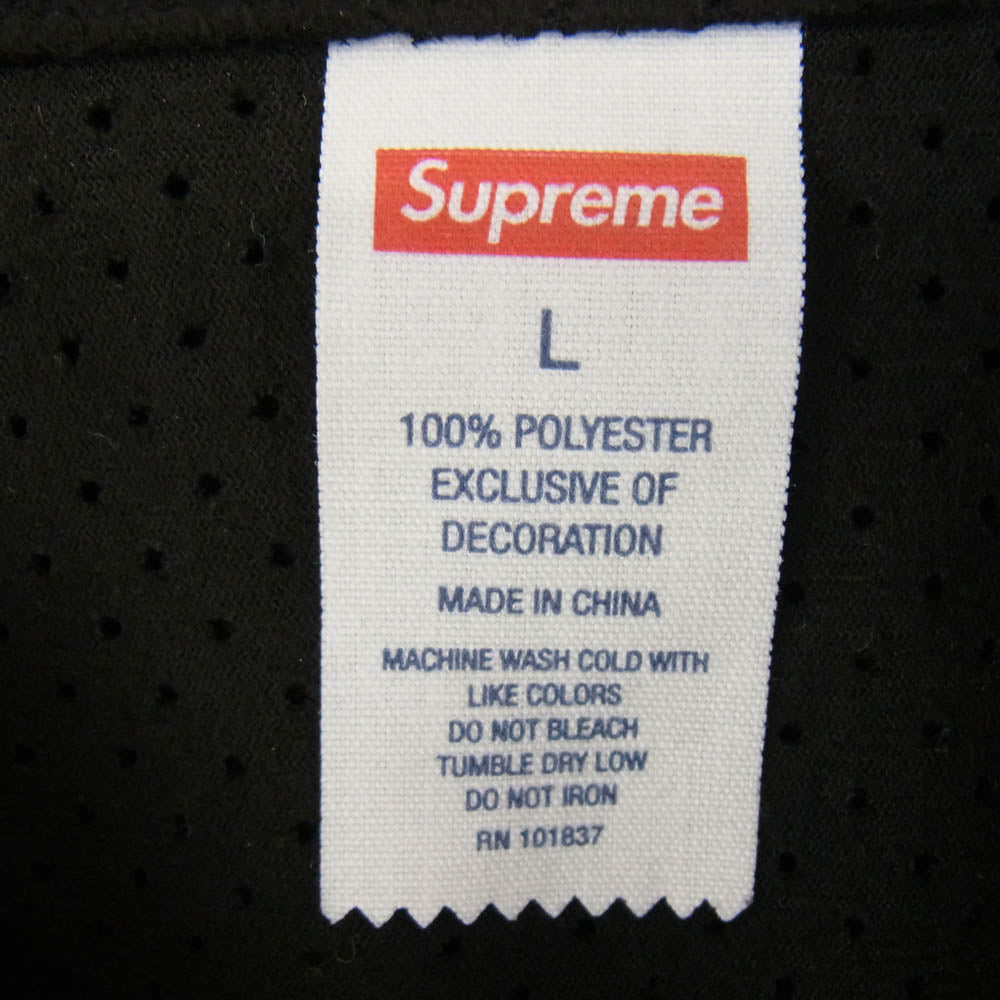 Supreme
L
100% POLYESTER
EXCLUSIVE OF
DECORATION
MADE IN CHINA
MACHINE WASH COLD WITH
LIKE COLORS
DO NOT BLEACH
TUMBLE DRY LOW
DO NOT IRON
RN 101837